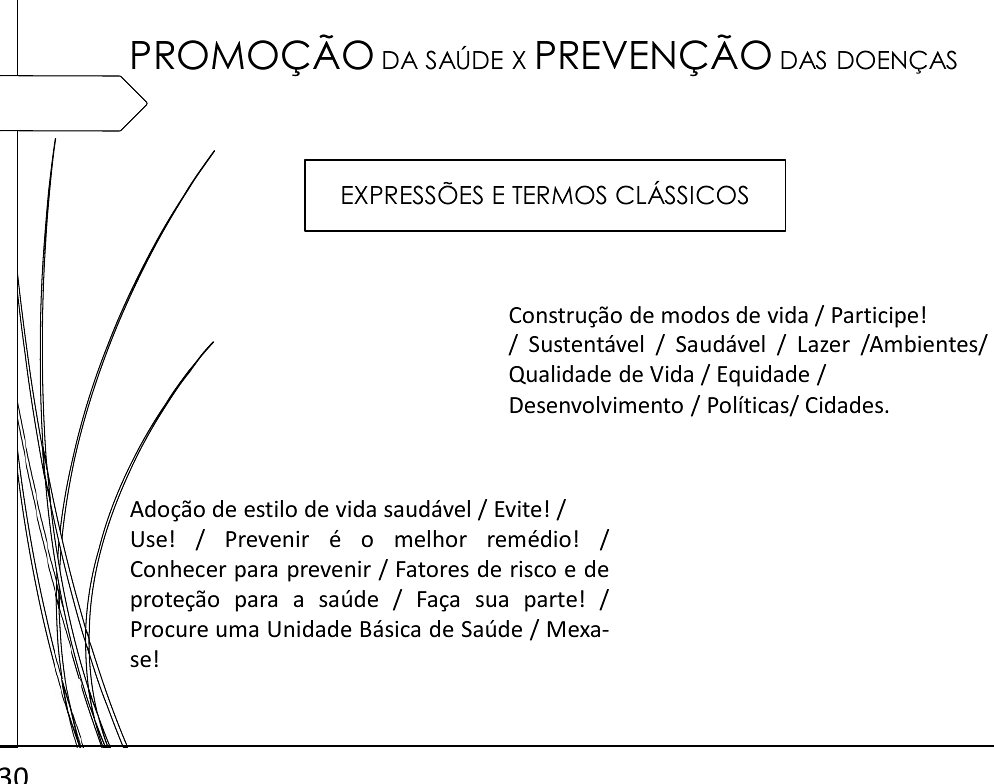 PROMOÇÃO DA SAÚDE X PREVENÇÃO DAS DOENÇAS
EXPRESSÕES E TERMOS CLÁSSICOS
Construção de modos de vida / Participe!
/ Sustentável / Saudável / Lazer /Ambientes/
Qualidade de Vida / Equidade /
Desenvolvimento / Políticas/ Cidades.
Adoção de estilo de vida saudável / Evite! /
Use! / Prevenir é o melhor remédio! /
Conhecer para prevenir / Fatores de risco e de
proteção para a saúde / Faça sua parte! /
Procure uma Unidade Básica de Saúde / Mexa-
se!
30